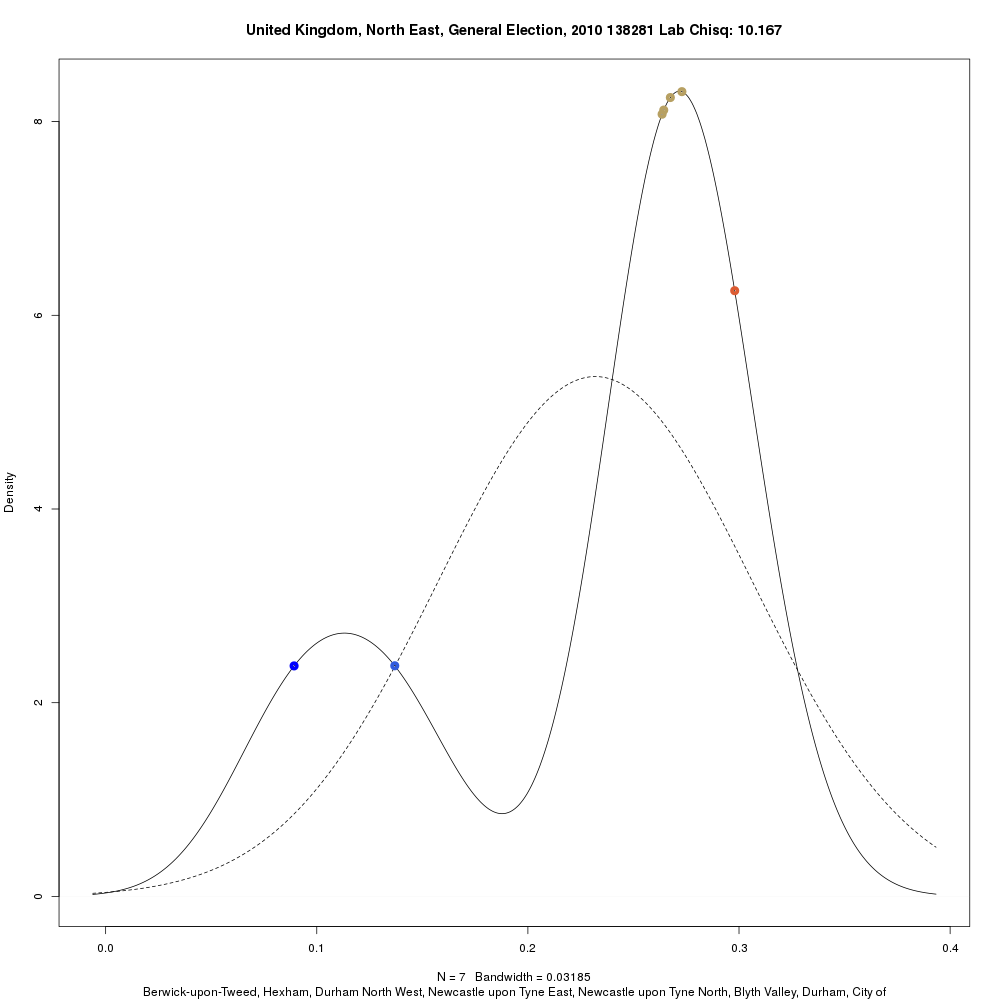 United Kingdom, North East, General Election, 2010 138281 Lab Chisq: 10.167
8
6
4
2
0
Density
0.0 0.1 0.2 0.3 0.4
N = 7 Bandwidth = 0.03185
Berwick-upon-Tweed, Hexham, Durham North West, Newcastle upon Tyne East, Newcastle upon Tyne North, Blyth Valley, Durham, City of